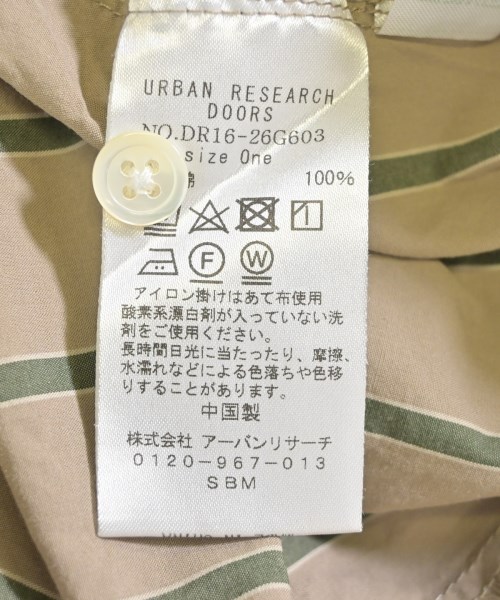 URBAN RESEARCH
DOORS
NO.DR16-26G603
size One
綿 100%
アイロン掛けはあて布使用
酸素系漂白剤が入っていない洗
剤をご使用ください。
長時間日光に当たったり、摩擦、
水濡れなどによる色落ちや色移
りすることがあります。
中国製
株式会社 アーバンリサーチ
0120-967-013
SBM